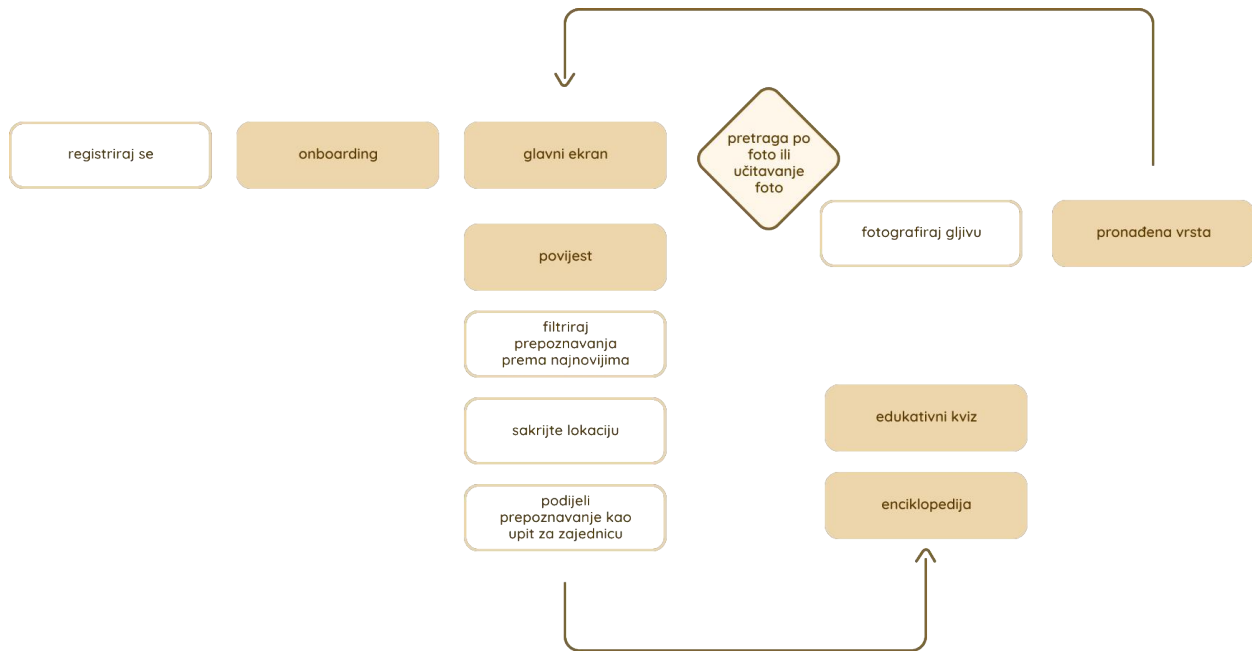 registriraj se
onboarding
glavni ekran
pretraga po
foto ili
učitavanje
foto
fotografiraj gljivu
pronađena vrsta
povijest
filtriraj
prepoznavanja
prema najnovijima
sakrijte lokaciju
podijeli
prepoznavanje kao
upit za zajednicu
edukativni kviz
enciklopedija